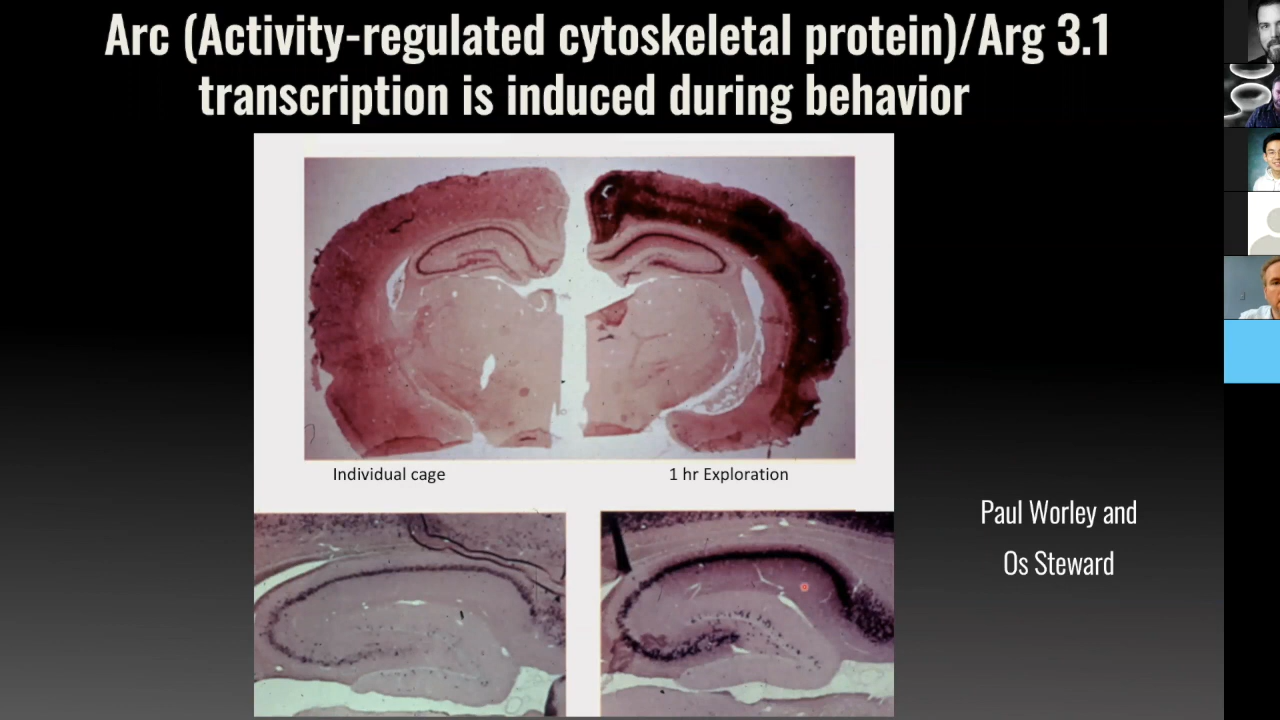 Arc (Activity-regulated cytoskeletal protein)/Arg 3.1
transcription is induced during behavior
Individual cage
1 hr Exploration
Paul Worley and
Os Steward